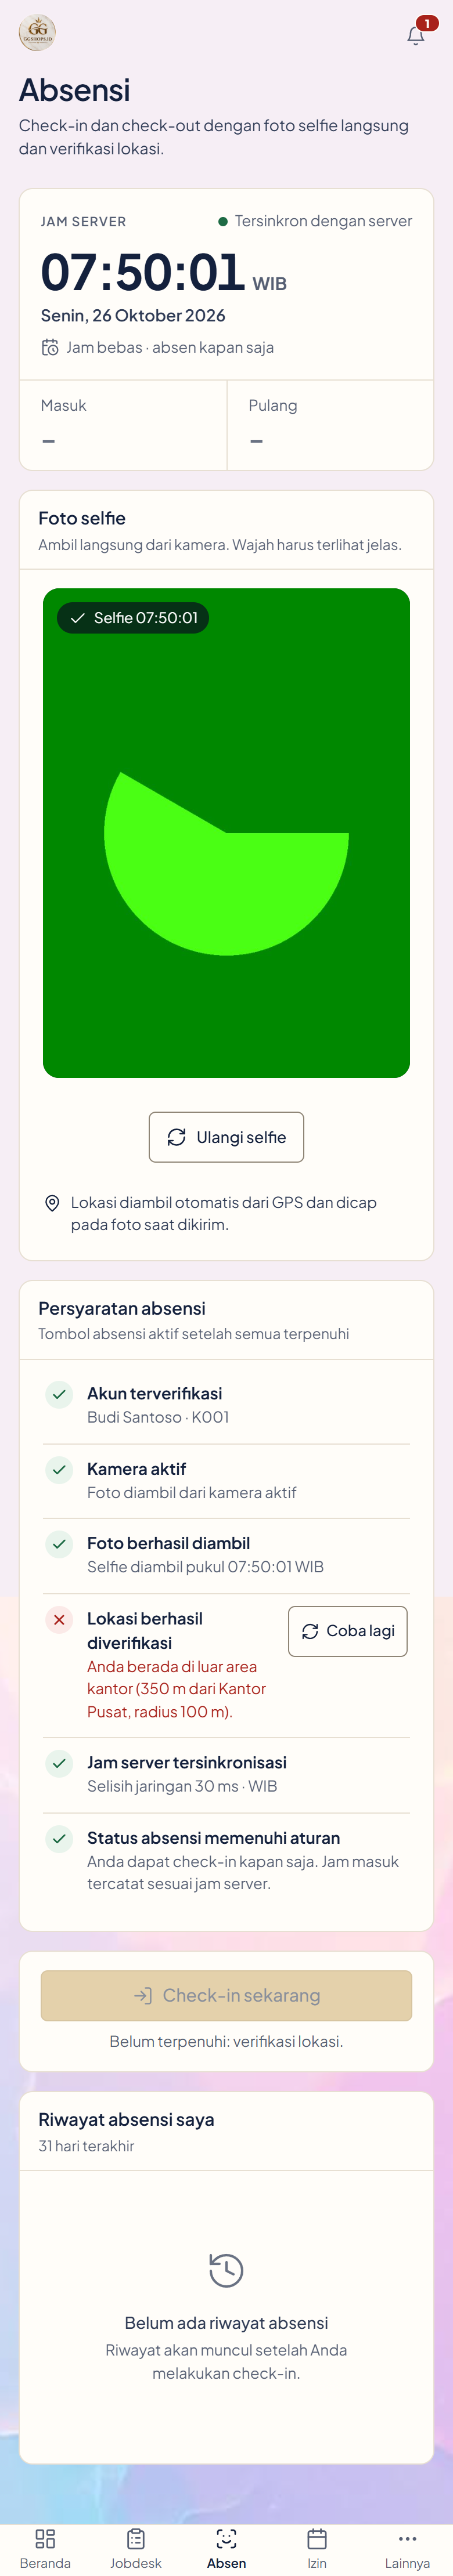 GG
GGSHOPS.ID
1
Absensi
Check-in dan check-out dengan foto selfie langsung
dan verifikasi lokasi.
JAM SERVER
Tersinkron dengan server
07:50:01 WIB
Senin, 26 Oktober 2026
Jam bebas · absen kapan saja
Masuk
Pulang
–
–
Foto selfie
Ambil langsung dari kamera. Wajah harus terlihat jelas.
Selfie 07:50:01
Ulangi selfie
Lokasi diambil otomatis dari GPS dan dicap
pada foto saat dikirim.
Persyaratan absensi
Tombol absensi aktif setelah semua terpenuhi
Akun terverifikasi
Budi Santoso · K001
Kamera aktif
Foto diambil dari kamera aktif
Foto berhasil diambil
Selfie diambil pukul 07:50:01 WIB
Lokasi berhasil
diverifikasi
Coba lagi
Anda berada di luar area
kantor (350 m dari Kantor
Pusat, radius 100 m).
Jam server tersinkronisasi
Selisih jaringan 30 ms · WIB
Status absensi memenuhi aturan
Anda dapat check-in kapan saja. Jam masuk
tercatat sesuai jam server.
Check-in sekarang
Belum terpenuhi: verifikasi lokasi.
Riwayat absensi saya
31 hari terakhir
Belum ada riwayat absensi
Riwayat akan muncul setelah Anda
melakukan check-in.
Beranda
Jobdesk
Absen
Izin
Lainnya